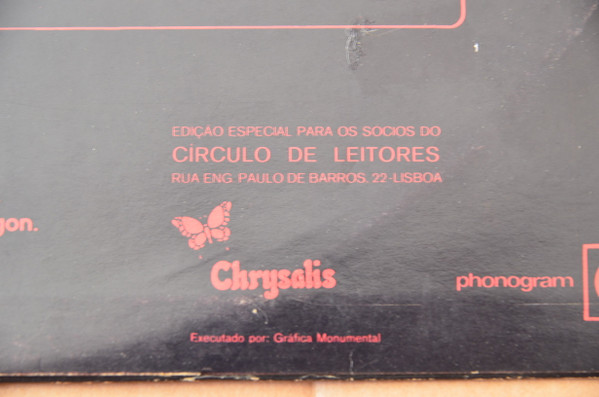 EDIÇÃO ESPECIAL PARA OS SOCIOS DO
CÍRCULO DE LEITORES
RUA ENG. PAULO DE BARROS, 22-LISBOA
gon.
Chrysalis
phonogram
Executado por: Gráfica Monumental